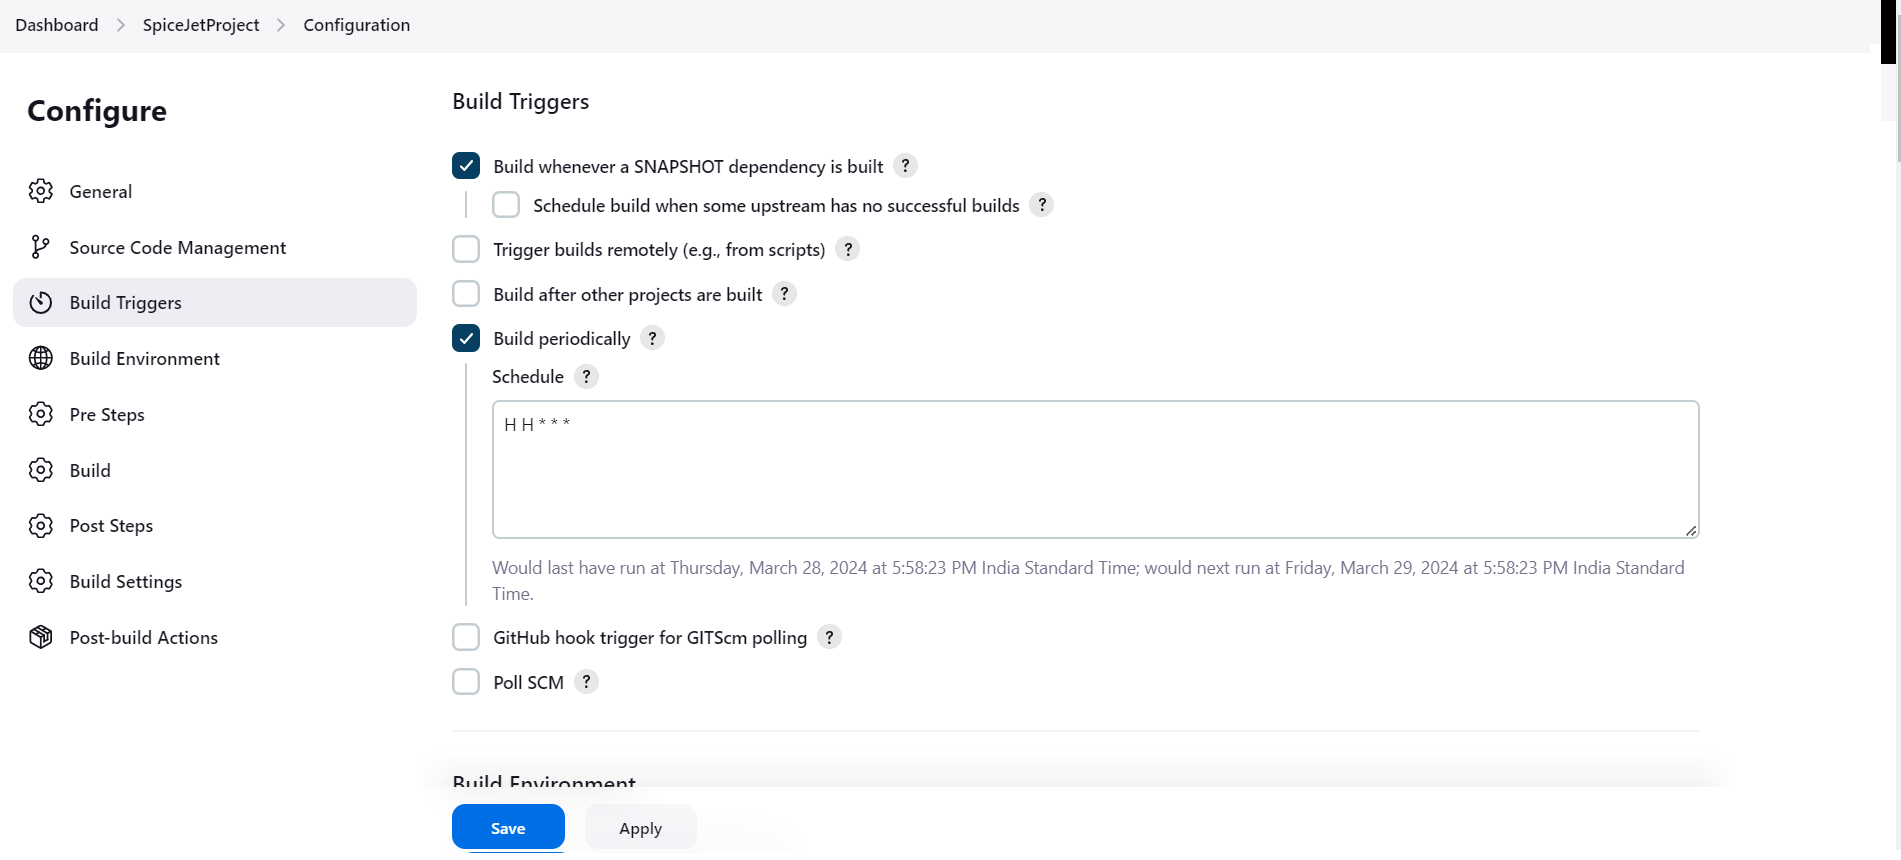 Dashboard > SpiceJetProject > Configuration
Configure
General
Source Code Management
Build Triggers
Build Environment
Pre Steps
Build
Post Steps
Build Settings
Post-build Actions
Build Triggers
Build whenever a SNAPSHOT dependency is built ?
Schedule build when some upstream has no successful builds ?
Trigger builds remotely (e.g., from scripts) ?
Build after other projects are built ?
Build periodically ?
Schedule ?
H H * * *
Would last have run at Thursday, March 28, 2024 at 5:58:23 PM India Standard Time; would next run at Friday, March 29, 2024 at 5:58:23 PM India Standard
Time.
GitHub hook trigger for GITScm polling ?
Poll SCM ?
Build Environment
Save Apply